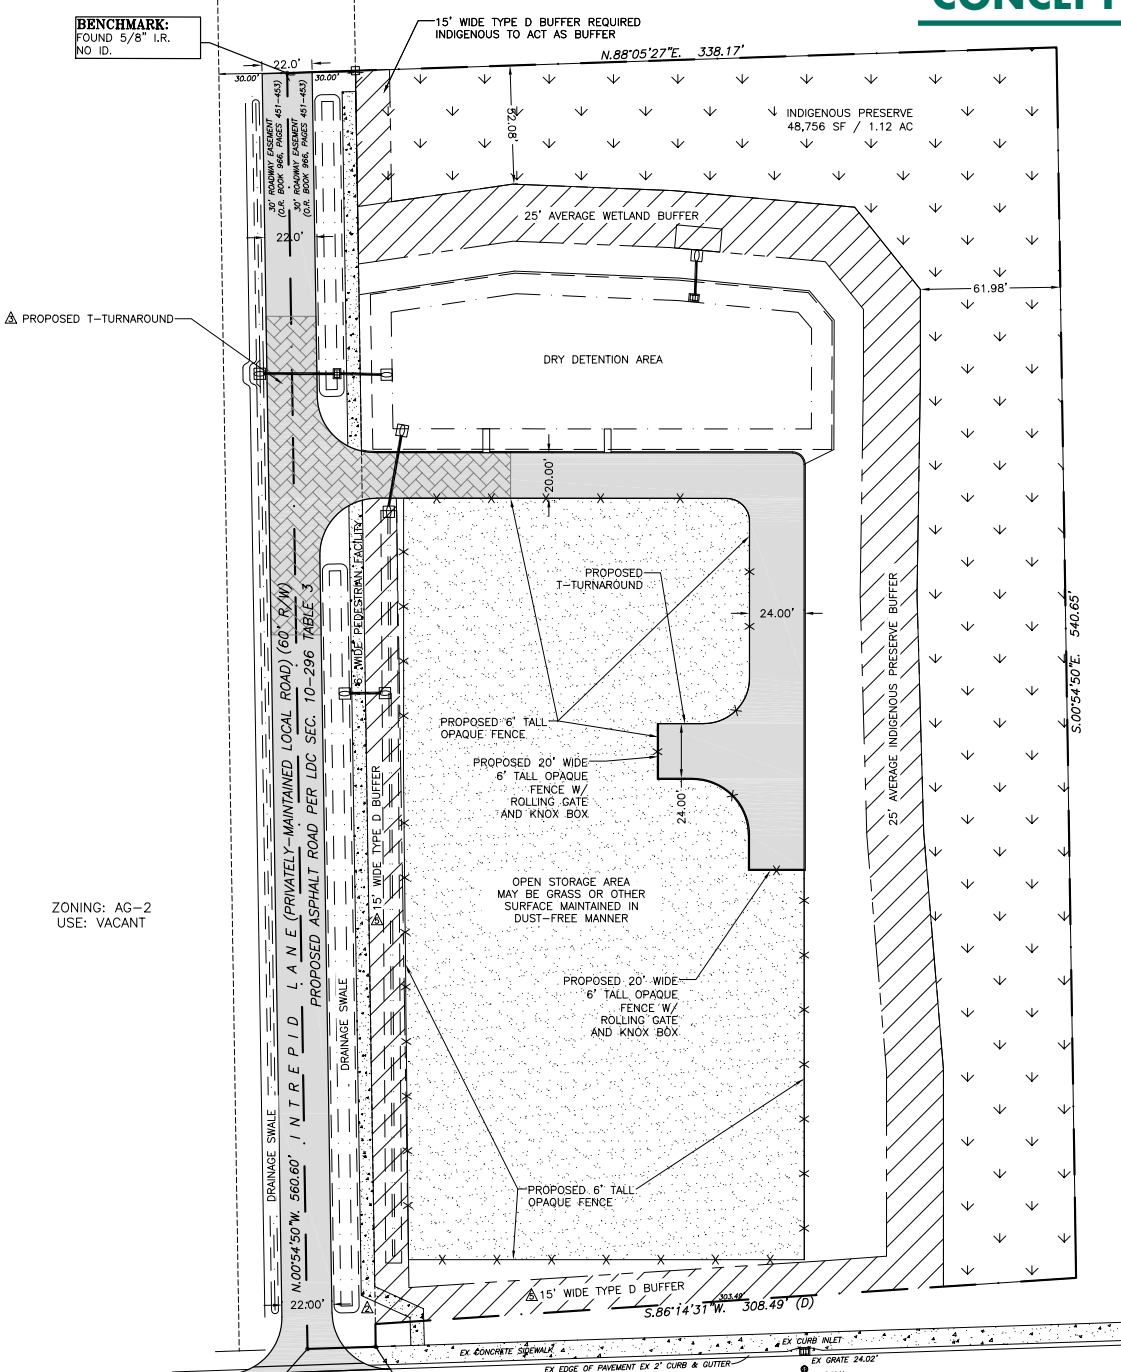 CONCEPT
BENCHMARK:
FOUND 5/8" I.R.
NO ID.
15' WIDE TYPE D BUFFER REQUIRED
INDIGENOUS TO ACT AS BUFFER
N.88°05'27"E. 338.17'
22.0'
30.00'
30.00'
30' ROADWAY EASEMENT
(O.R. BOOK 966, PAGES 451-453)
30' ROADWAY EASEMENT
(O.R. BOOK 966, PAGES 451-453)
52.08'
INDIGENOUS PRESERVE
48,756 SF / 1.12 AC
25' AVERAGE WETLAND BUFFER
22.0'
61.98'
3 PROPOSED T-TURNAROUND
DRY DETENTION AREA
20.00'
6' WIDE PEDESTRIAN FACILITY
PROPOSED
T-TURNAROUND
24.00'
25' AVERAGE INDIGENOUS PRESERVE BUFFER
S.00°54'50"E. 540.65'
PROPOSED 6' TALL
OPAQUE FENCE
PROPOSED 20' WIDE
6' TALL OPAQUE
FENCE W/
ROLLING GATE
AND KNOX BOX
24.00'
15' WIDE TYPE D BUFFER
OPEN STORAGE AREA
MAY BE GRASS OR OTHER
SURFACE MAINTAINED IN
DUST-FREE MANNER
ZONING: AG-2
USE: VACANT
N.00°54'50"W. 560.60' INTREPID LANE (PRIVATELY-MAINTAINED LOCAL ROAD) (60' R/W)
PROPOSED ASPHALT ROAD PER LDC SEC. 10-296 TABLE 3
PROPOSED 20' WIDE
6' TALL OPAQUE
FENCE W/
ROLLING GATE
AND KNOX BOX
DRAINAGE SWALE
DRAINAGE SWALE
PROPOSED 6' TALL
OPAQUE FENCE
15' WIDE TYPE D BUFFER
303.49
S.86°14'31"W. 308.49' (D)
22.00'
2
EX CONCRETE SIDEWALK
EX CURB INLET
EX EDGE OF PAVEMENT EX 2' CURB & GUTTER
EX GRATE 24.02'